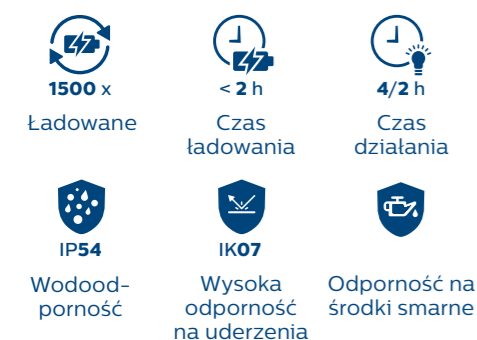 1500 x
Ładowane
< 2 h
Czas
ładowania
4/2 h
Czas
działania
IP54
Wodood-
porność
IK07
Wysoka
odporność
na uderzenia
Odporność na
środki smarne